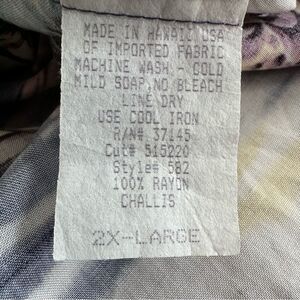 MADE IN HAWAII USA
OF IMPORTED FABRIC
MACHINE WASH - COLD
MILD SOAP, NO BLEACH
LINE DRY
USE COOL IRON
R/N# 37145
Cut# 515220
Style# 582
100% RAYON
CHALLIS
2X-LARGE